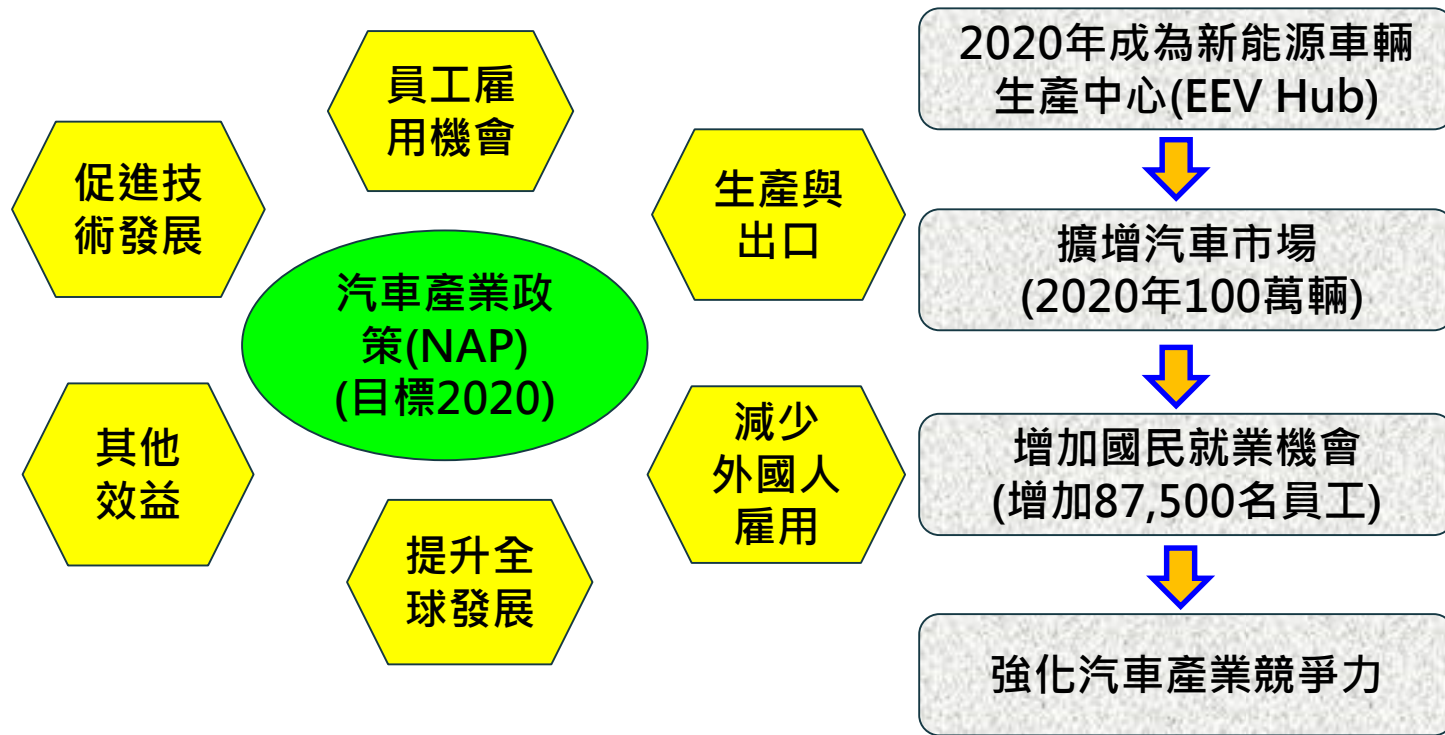 員工雇
用機會
促進技
術發展
生產與
出口
汽車產業政
策(NAP)
(目標2020)
其他
效益
減少
外國人
雇用
提升全
球發展
2020年成為新能源車輛
生產中心(EEV Hub)
擴增汽車市場
(2020年100萬輛)
增加國民就業機會
(增加87,500名員工)
強化汽車產業競爭力